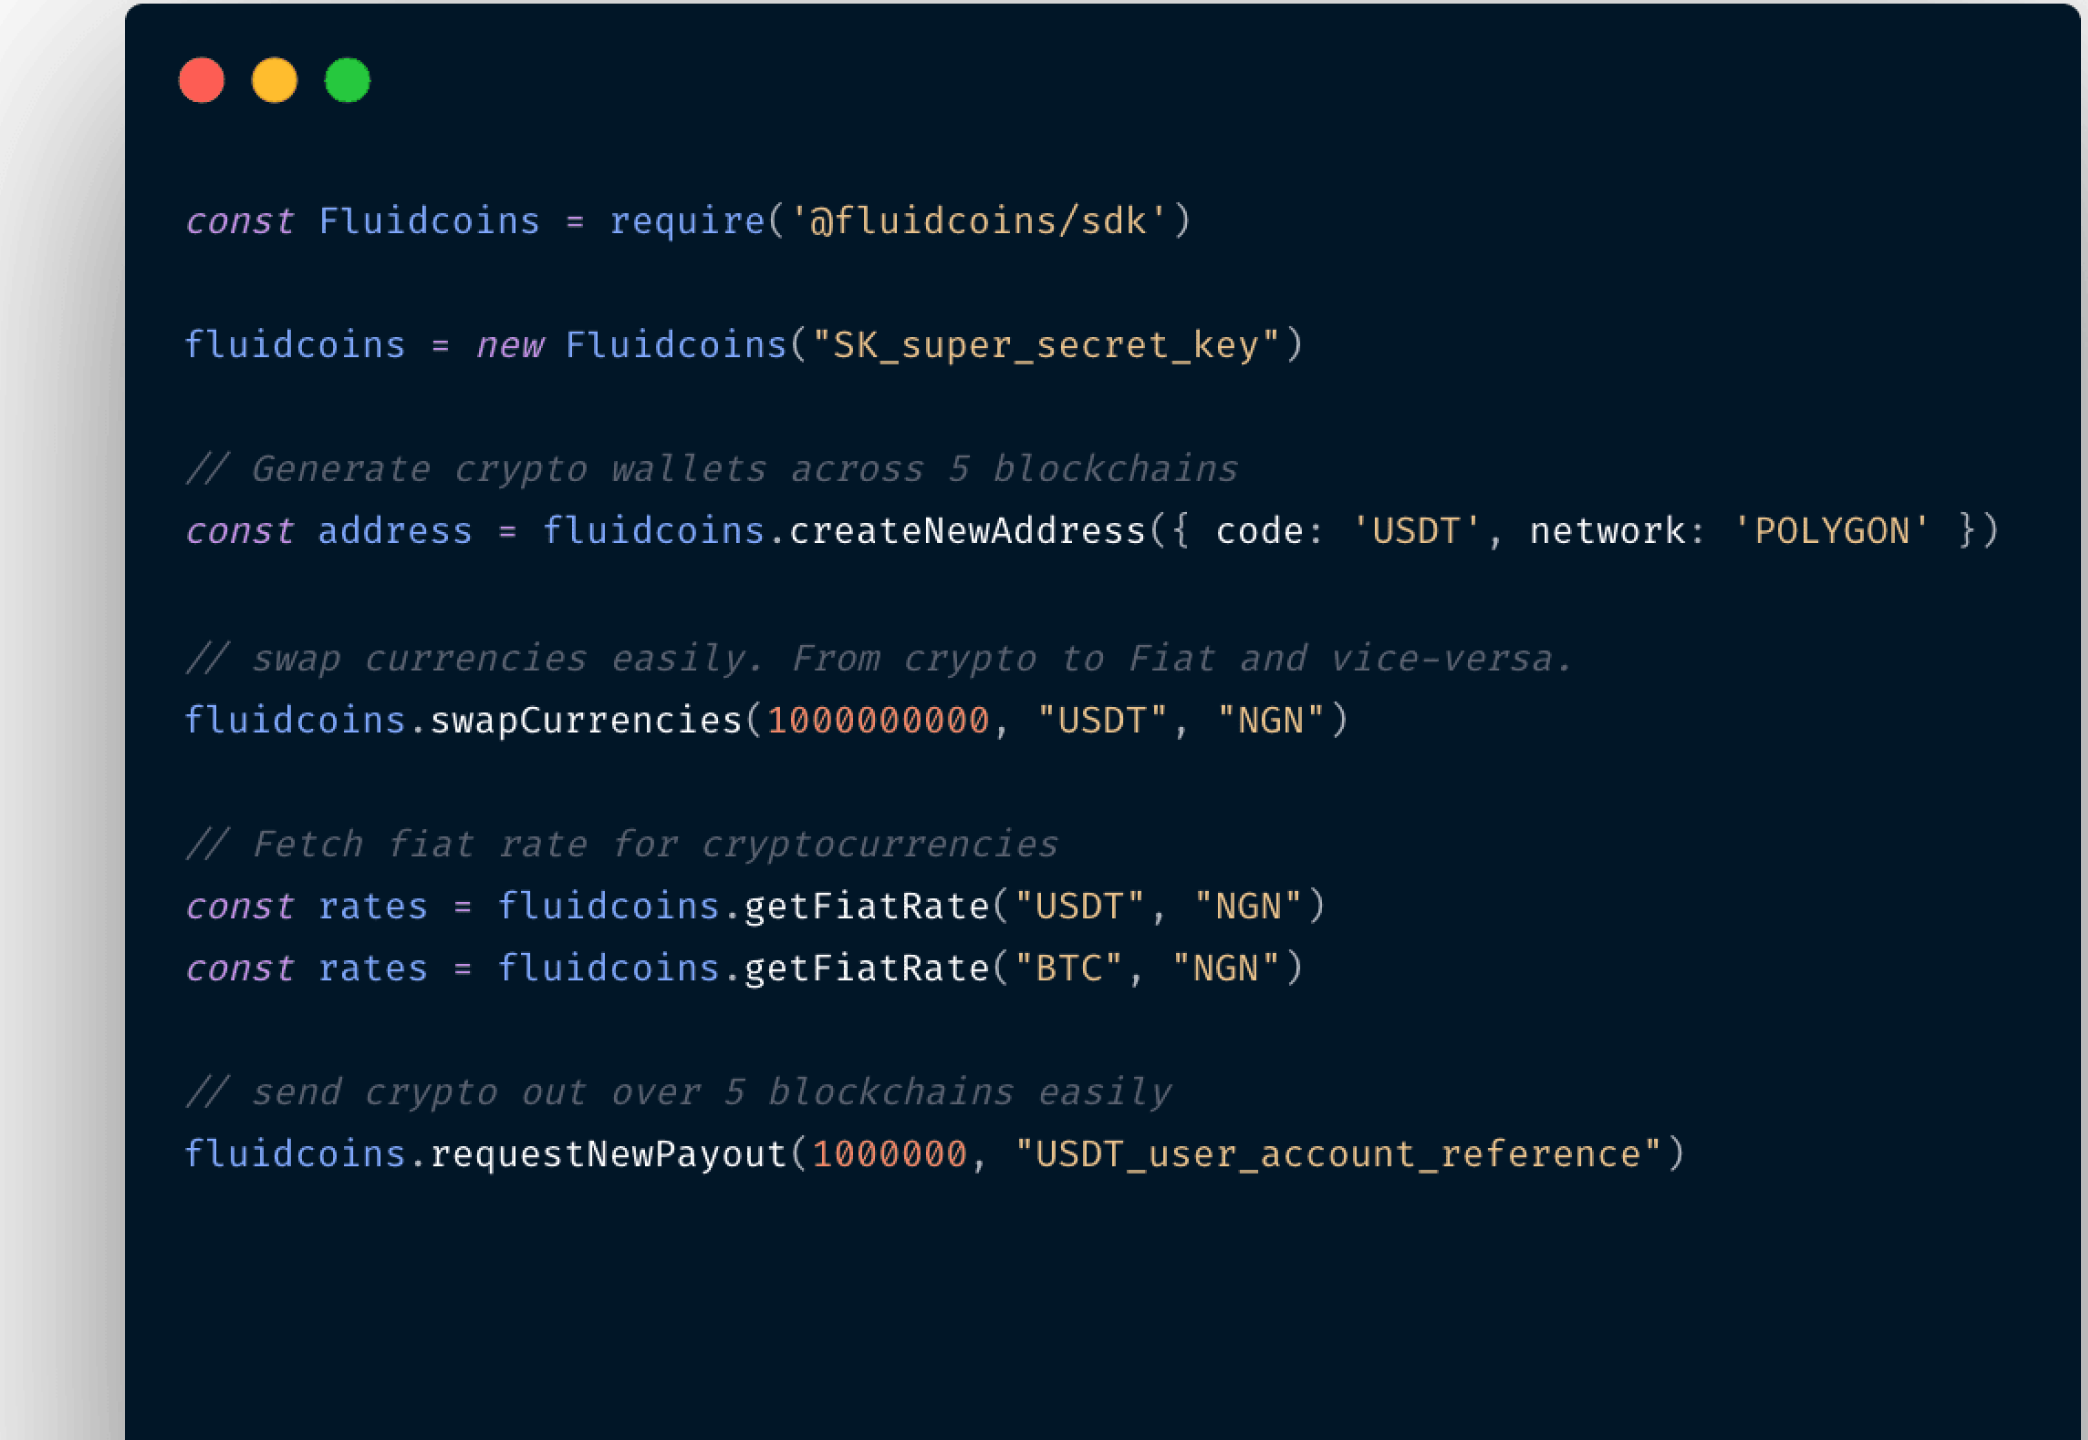 const Fluidcoins = require('@fluidcoins/sdk')
fluidcoins = new Fluidcoins("SK_super_secret_key")
// Generate crypto wallets across 5 blockchains
const address = fluidcoins.createNewAddress({ code: 'USDT', network: 'POLYGON' })
// swap currencies easily. From crypto to Fiat and vice-versa.
fluidcoins.swapCurrencies(1000000000, "USDT", "NGN")
// Fetch fiat rate for cryptocurrencies
const rates = fluidcoins.getFiatRate("USDT", "NGN")
const rates = fluidcoins.getFiatRate("BTC", "NGN")
// send crypto out over 5 blockchains easily
fluidcoins.requestNewPayout(1000000, "USDT_user_account_reference")